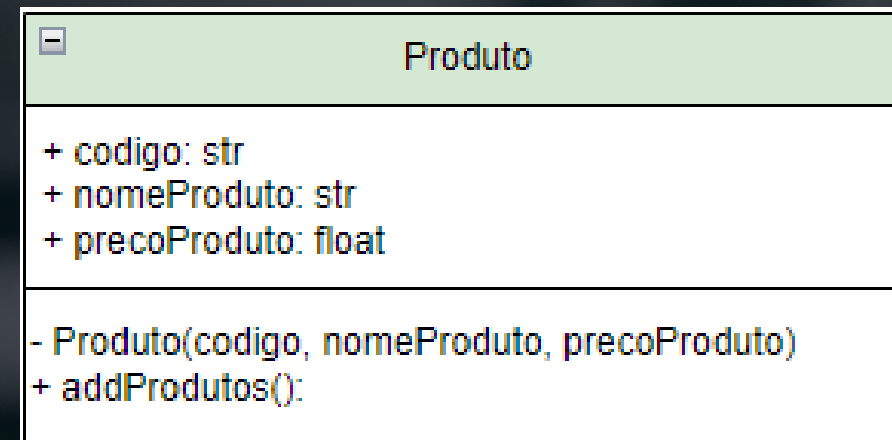 Produto
+ codigo: str
+ nomeProduto: str
+ precoProduto: float
- Produto(codigo, nomeProduto, precoProduto)
+ addProdutos():